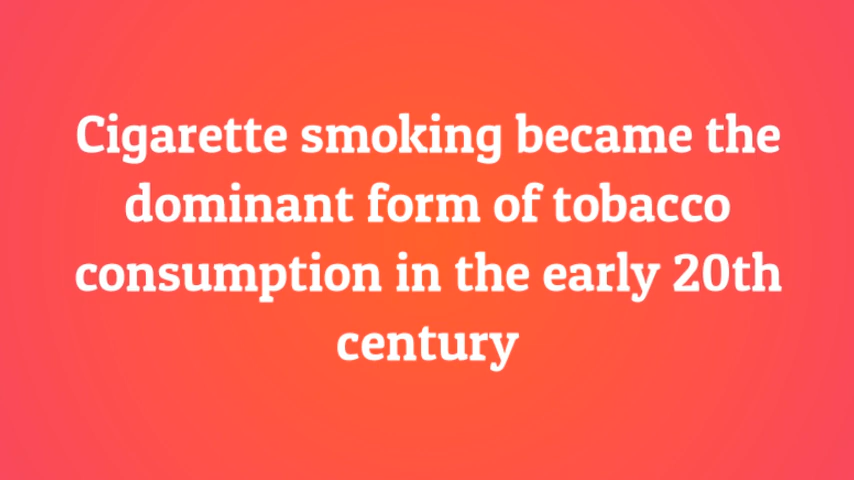 Cigarette smoking became the
dominant form of tobacco
consumption in the early 20th
century